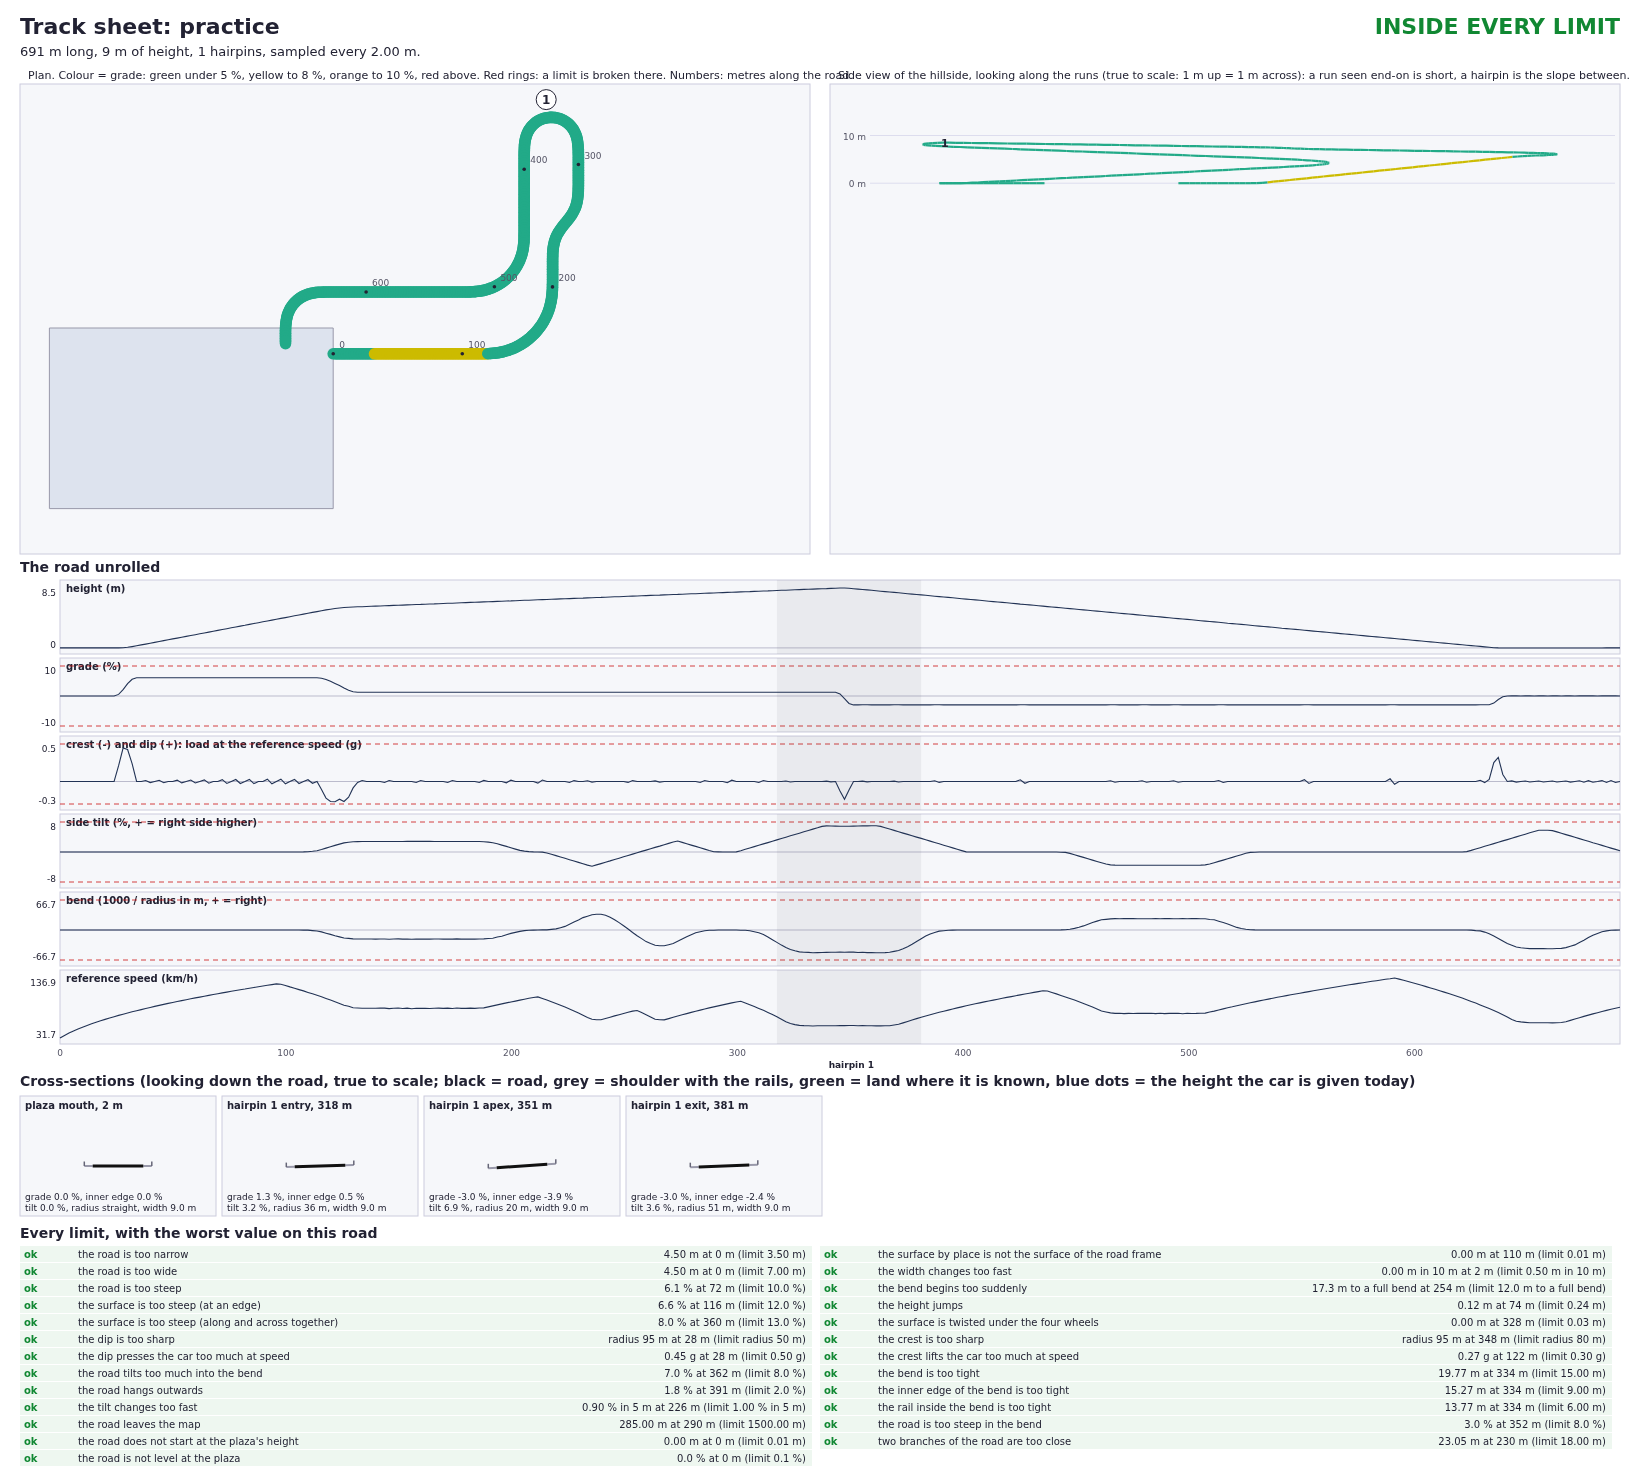 Track sheet: practice
INSIDE EVERY LIMIT
691 m long, 9 m of height, 1 hairpins, sampled every 2.00 m.
Plan. Colour = grade: green under 5 %, yellow to 8 %, orange to 10 %, red above. Red rings: a limit is broken there. Numbers: metres along the road.
Side view of the hillside, looking along the runs (true to scale: 1 m up = 1 m across): a run seen end-on is short, a hairpin is the slope between.
1
400
300
200
500
600
0
100
10 m
1
0 m
The road unrolled
height (m)
8.5
0
grade (%)
10
-10
crest (-) and dip (+): load at the reference speed (g)
0.5
-0.3
side tilt (%, + = right side higher)
8
-8
bend (1000 / radius in m, + = right)
66.7
-66.7
reference speed (km/h)
136.9
31.7
0 100 200 300 400 500 600
hairpin 1
Cross-sections (looking down the road, true to scale; black = road, grey = shoulder with the rails, green = land where it is known, blue dots = the height the car is given today)
plaza mouth, 2 m
grade 0.0 %, inner edge 0.0 %
tilt 0.0 %, radius straight, width 9.0 m
hairpin 1 entry, 318 m
grade 1.3 %, inner edge 0.5 %
tilt 3.2 %, radius 36 m, width 9.0 m
hairpin 1 apex, 351 m
grade -3.0 %, inner edge -3.9 %
tilt 6.9 %, radius 20 m, width 9.0 m
hairpin 1 exit, 381 m
grade -3.0 %, inner edge -2.4 %
tilt 3.6 %, radius 51 m, width 9.0 m
Every limit, with the worst value on this road
ok the road is too narrow 4.50 m at 0 m (limit 3.50 m)
ok the road is too wide 4.50 m at 0 m (limit 7.00 m)
ok the road is too steep 6.1 % at 72 m (limit 10.0 %)
ok the surface is too steep (at an edge) 6.6 % at 116 m (limit 12.0 %)
ok the surface is too steep (along and across together) 8.0 % at 360 m (limit 13.0 %)
ok the dip is too sharp radius 95 m at 28 m (limit radius 50 m)
ok the dip presses the car too much at speed 0.45 g at 28 m (limit 0.50 g)
ok the road tilts too much into the bend 7.0 % at 362 m (limit 8.0 %)
ok the road hangs outwards 1.8 % at 391 m (limit 2.0 %)
ok the tilt changes too fast 0.90 % in 5 m at 226 m (limit 1.00 % in 5 m)
ok the road leaves the map 285.00 m at 290 m (limit 1500.00 m)
ok the road does not start at the plaza's height 0.00 m at 0 m (limit 0.01 m)
ok the road is not level at the plaza 0.0 % at 0 m (limit 0.1 %)
ok the surface by place is not the surface of the road frame 0.00 m at 110 m (limit 0.01 m)
ok the width changes too fast 0.00 m in 10 m at 2 m (limit 0.50 m in 10 m)
ok the bend begins too suddenly 17.3 m to a full bend at 254 m (limit 12.0 m to a full bend)
ok the height jumps 0.12 m at 74 m (limit 0.24 m)
ok the surface is twisted under the four wheels 0.00 m at 328 m (limit 0.03 m)
ok the crest is too sharp radius 95 m at 348 m (limit radius 80 m)
ok the crest lifts the car too much at speed 0.27 g at 122 m (limit 0.30 g)
ok the bend is too tight 19.77 m at 334 m (limit 15.00 m)
ok the inner edge of the bend is too tight 15.27 m at 334 m (limit 9.00 m)
ok the rail inside the bend is too tight 13.77 m at 334 m (limit 6.00 m)
ok the road is too steep in the bend 3.0 % at 352 m (limit 8.0 %)
ok two branches of the road are too close 23.05 m at 230 m (limit 18.00 m)